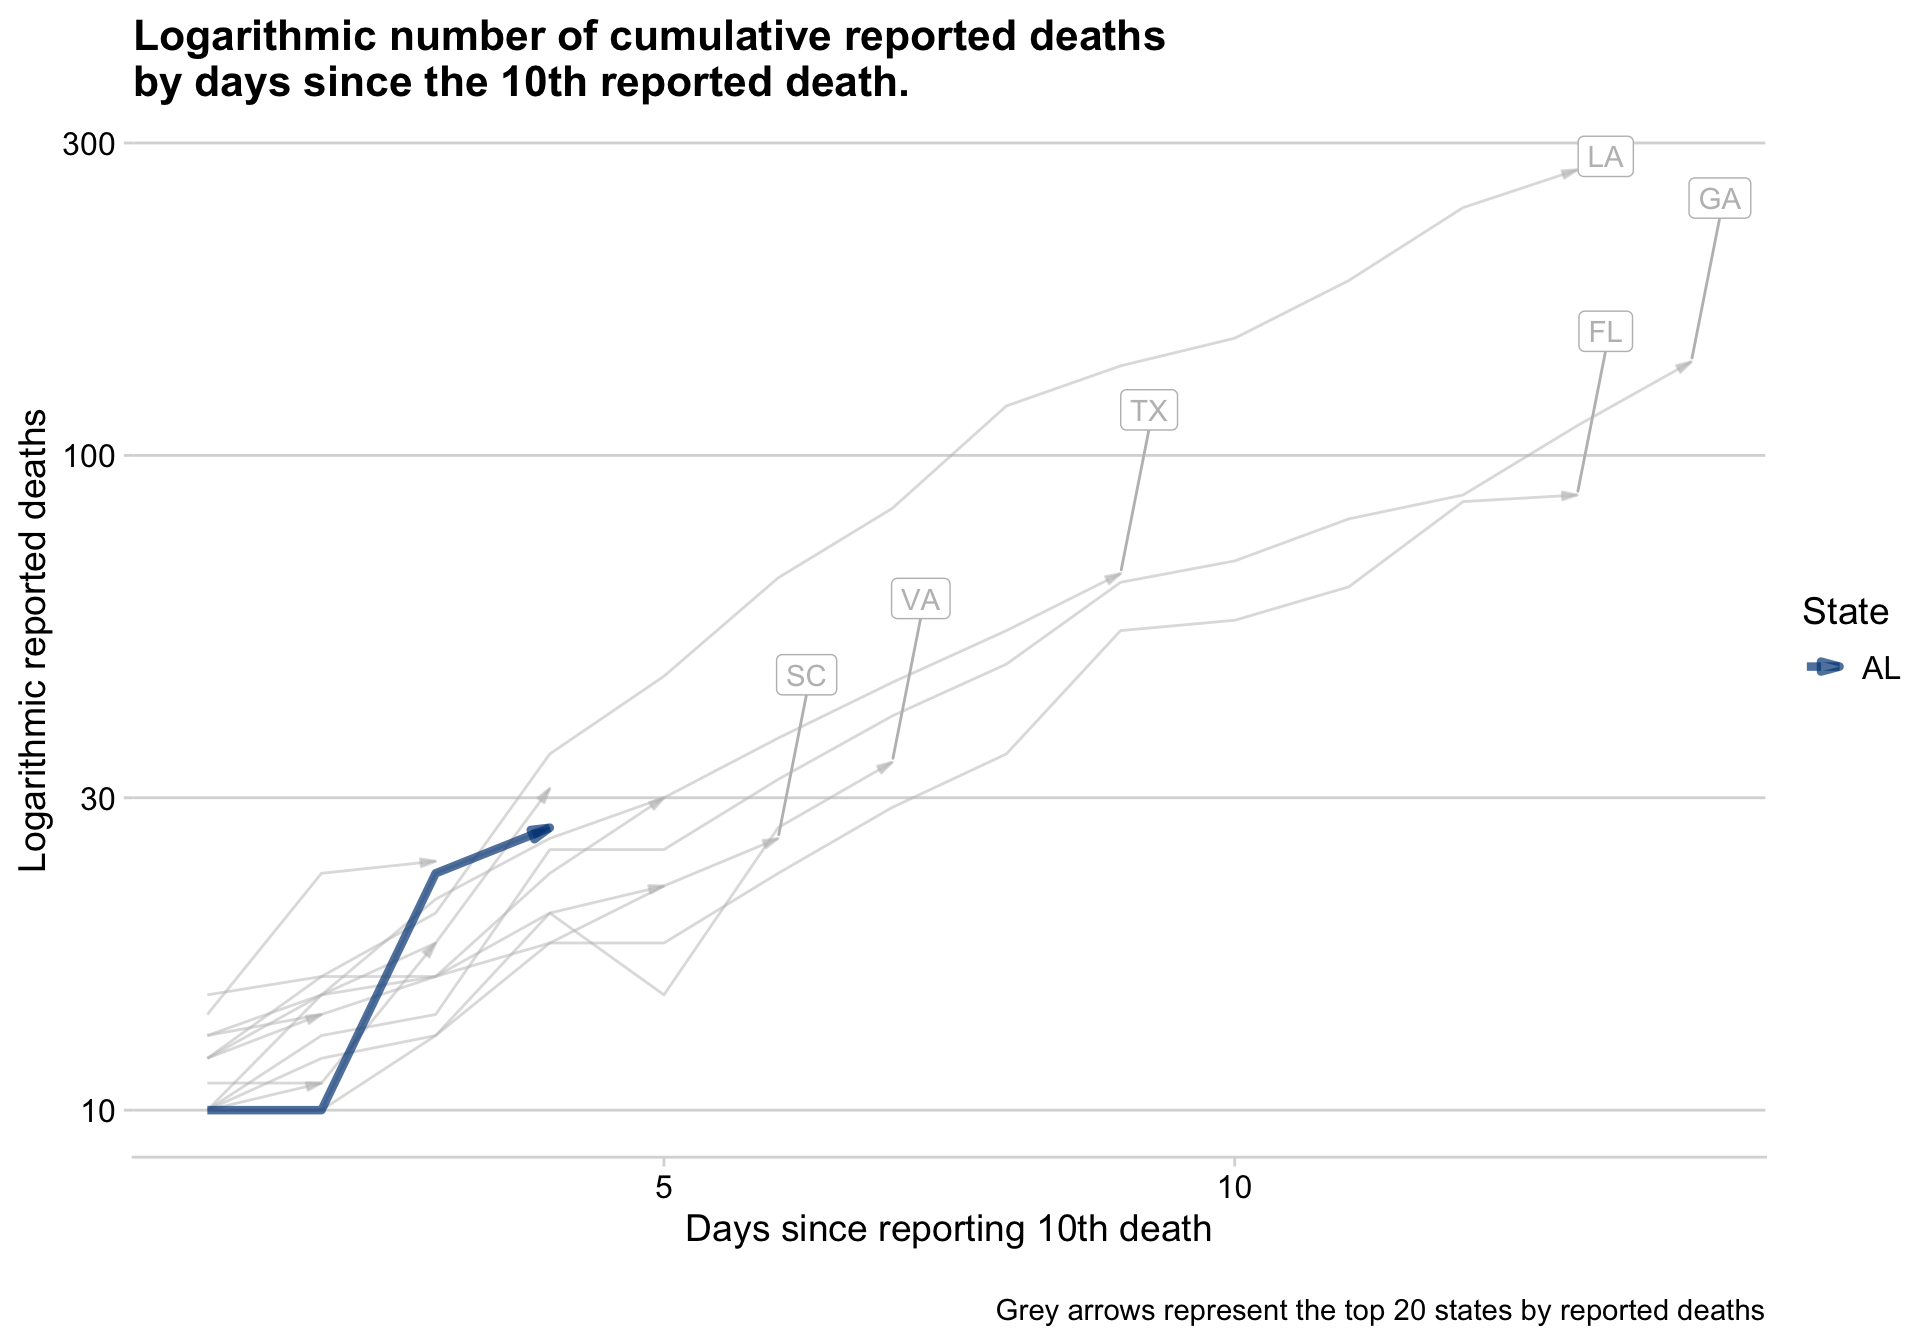 Logarithmic number of cumulative reported deaths
by days since the 10th reported death.
300
100
30
10
Logarithmic reported deaths
LA
GA
FL
TX
VA
SC
State
AL
5
10
Days since reporting 10th death
Grey arrows represent the top 20 states by reported deaths